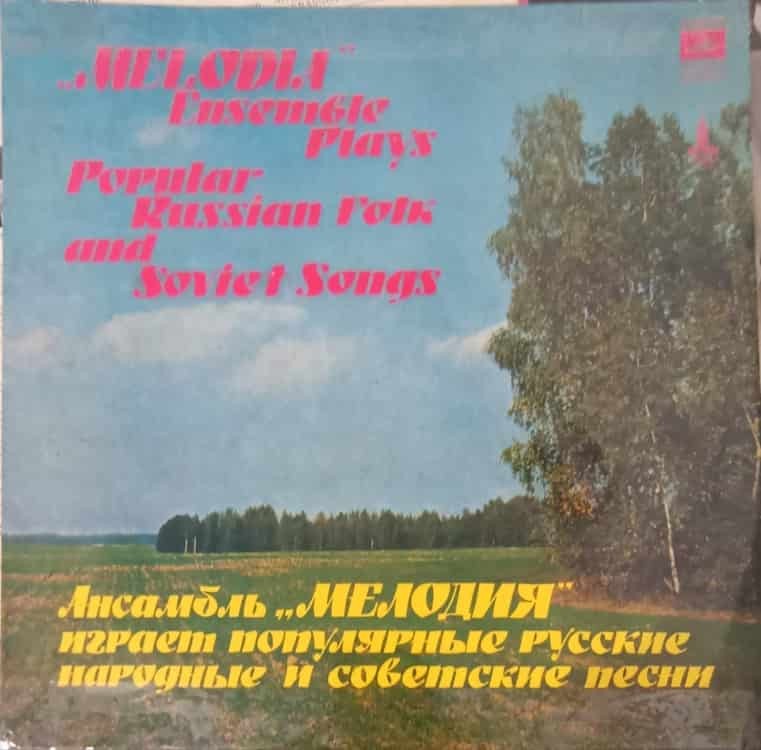 „MELODIA“
Ensemble
Plays
Popular
Russian Folk
and
Soviet Songs
Ансамбль „МЕЛОДИЯ“
играет популярные русские
народные и советские песни